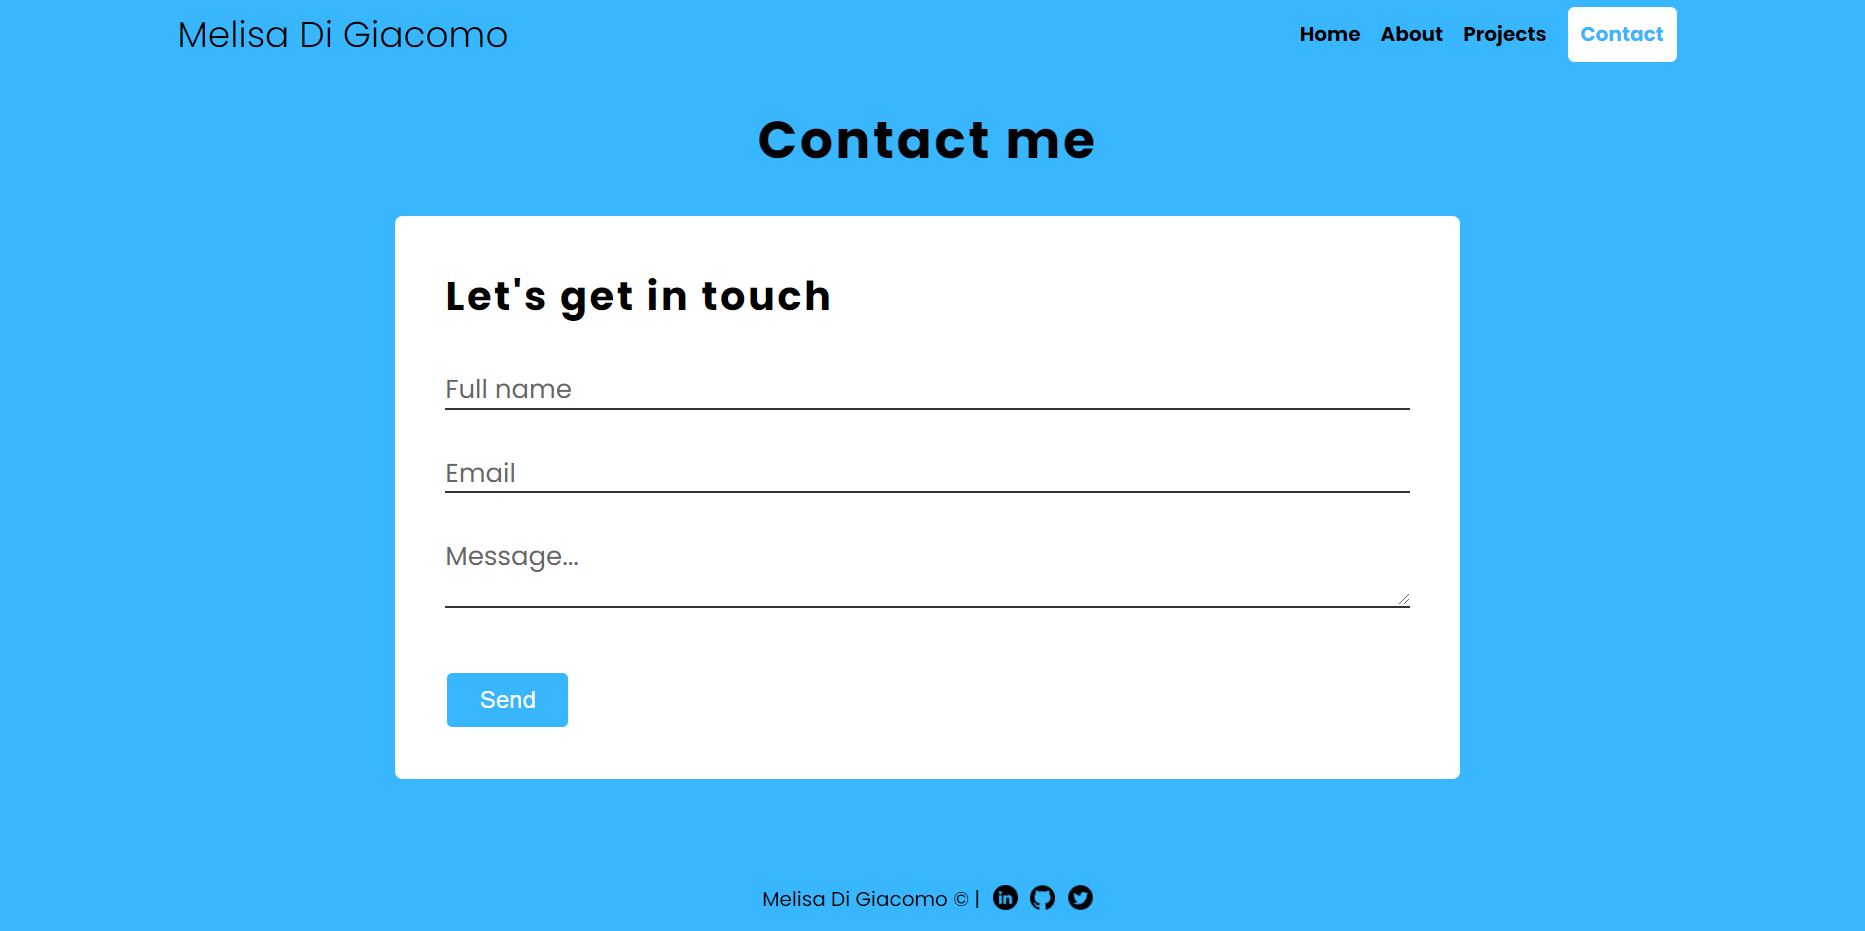 Melisa Di Giacomo
Home About Projects Contact
Contact me
Let's get in touch
Full name
Email
Message...
Send
Melisa Di Giacomo © | in